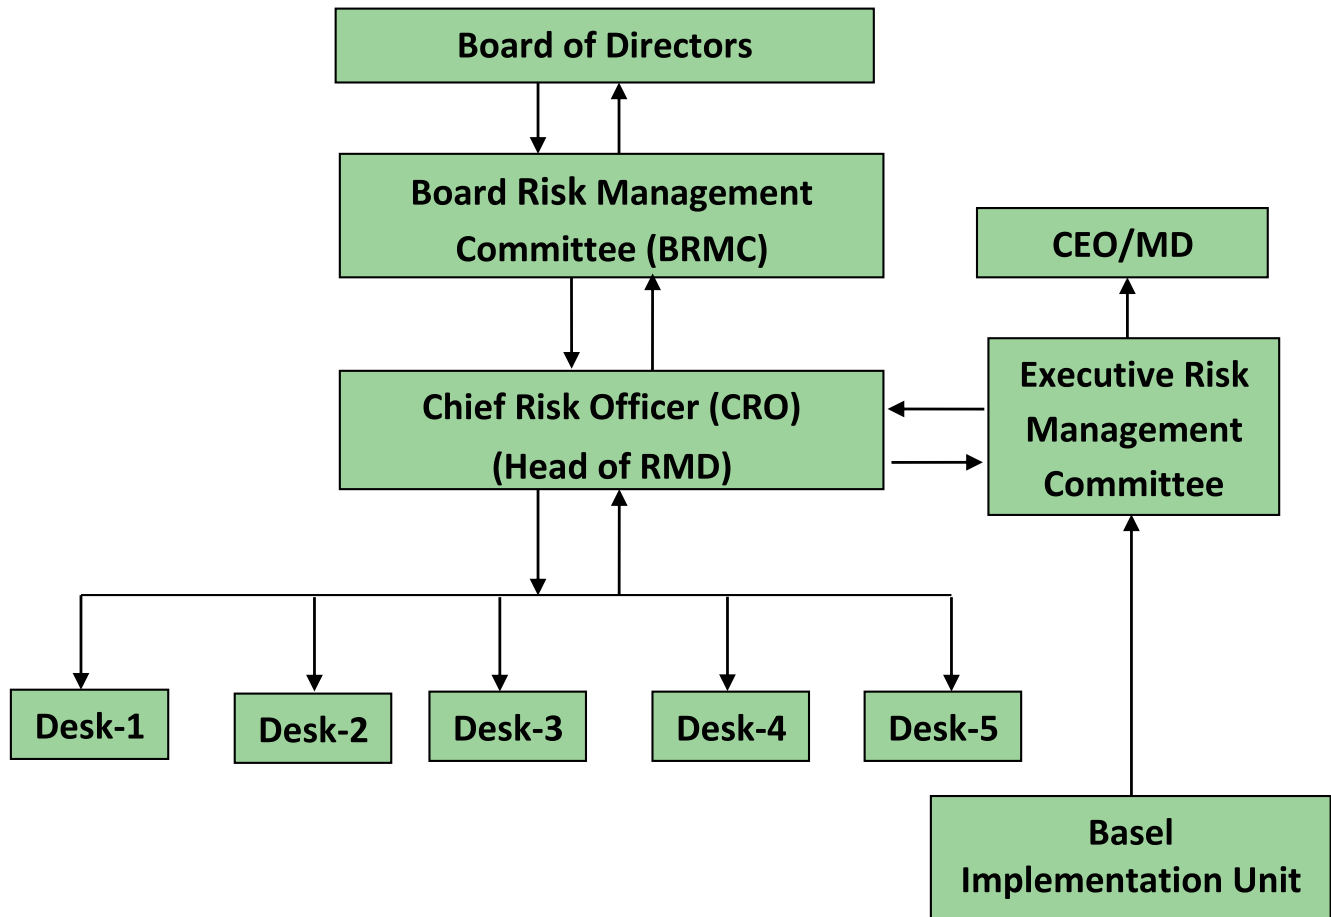 Board of Directors
Board Risk Management
Committee (BRMC)
CEO/MD
Executive Risk
Management
Committee
Chief Risk Officer (CRO)
(Head of RMD)
Desk-1
Desk-2
Desk-3
Desk-4
Desk-5
Basel
Implementation Unit